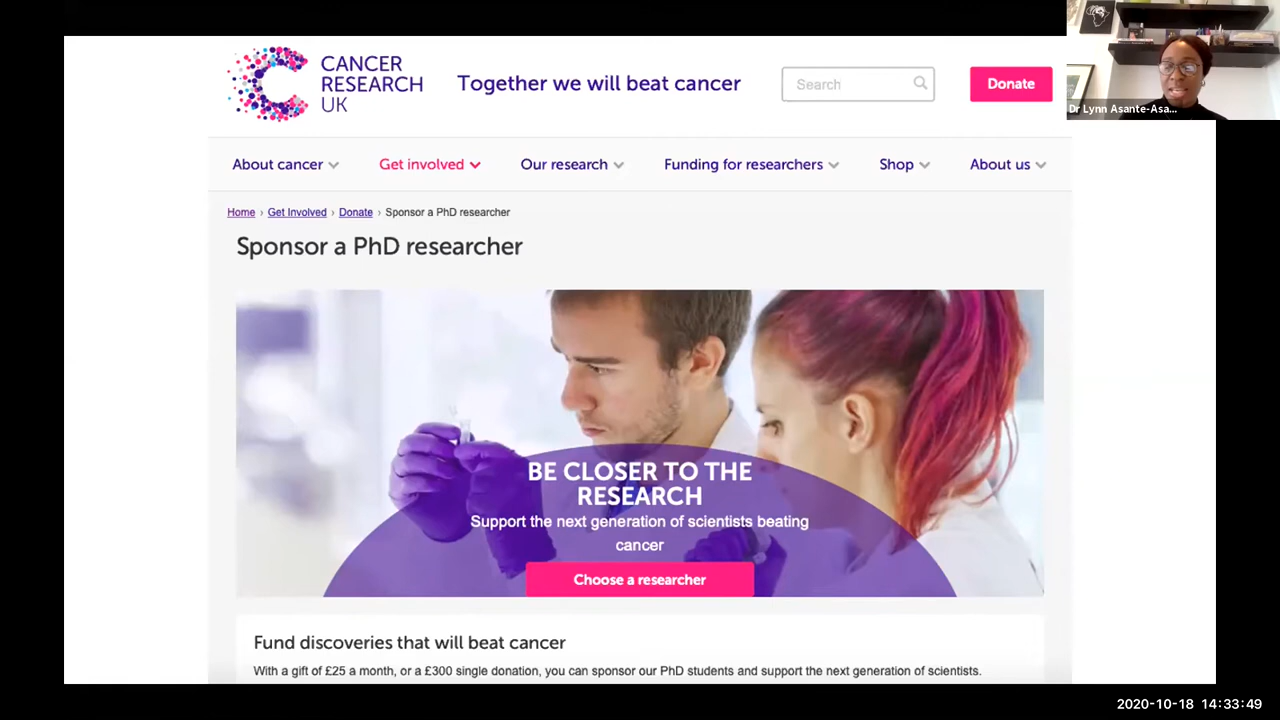 CANCER
RESEARCH
UK
Together we will beat cancer
Search
Donate
Dr Lynn Asante-Asa...
About cancer
Get involved
Our research
Funding for researchers
Shop
About us
Home › Get Involved › Donate › Sponsor a PhD researcher
Sponsor a PhD researcher
BE CLOSER TO THE
RESEARCH
Support the next generation of scientists beating
cancer
Choose a researcher
Fund discoveries that will beat cancer
With a gift of £25 a month, or a £300 single donation, you can sponsor our PhD students and support the next generation of scientists.
2020-10-18 14:33:49